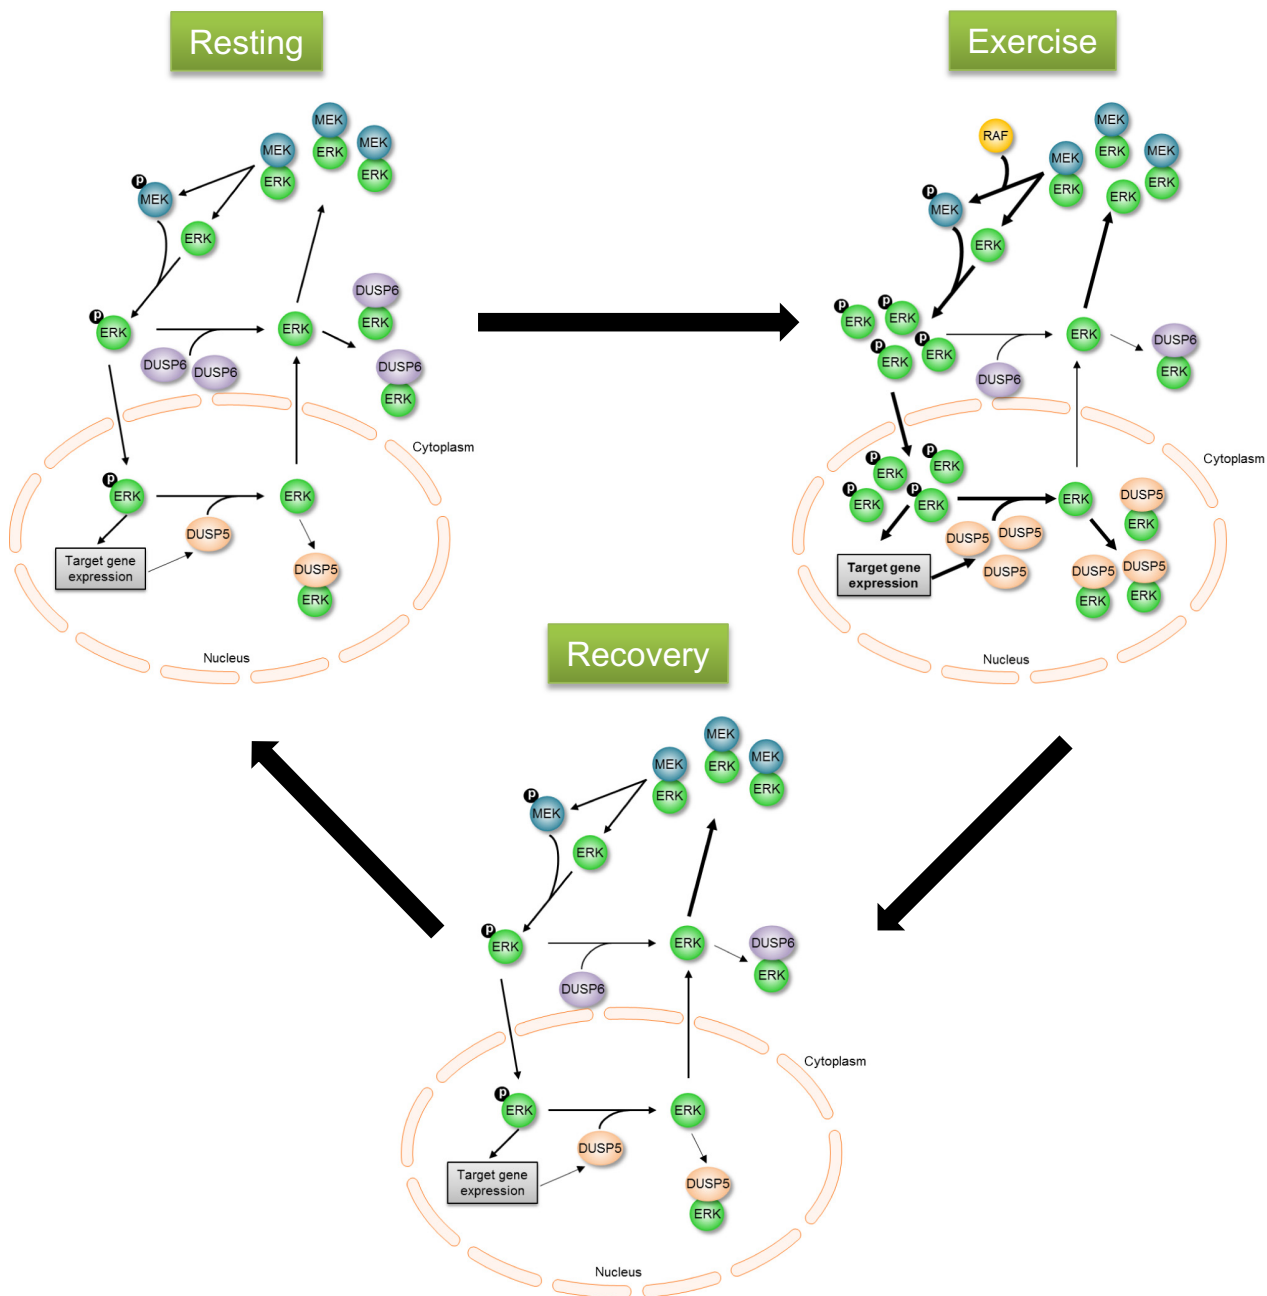 Resting
MEK
MEK
MEK
ERK
ERK
ERK
P
MEK
ERK
P
ERK
ERK
DUSP6
ERK
DUSP6
DUSP6
DUSP6
ERK
Cytoplasm
P
ERK
ERK
DUSP5
Target gene
expression
DUSP5
ERK
Nucleus
Exercise
RAF
MEK
MEK
MEK
ERK
ERK
ERK
ERK
P
MEK
ERK
P
ERK
P
ERK
P
ERK
P
ERK
ERK
DUSP6
ERK
DUSP6
Cytoplasm
P
ERK
P
ERK
P
ERK
P
ERK
ERK
DUSP5
ERK
DUSP5
DUSP5
DUSP5
Target gene
expression
DUSP5
ERK
DUSP5
ERK
Nucleus
Recovery
MEK
MEK
MEK
ERK
ERK
ERK
P
MEK
ERK
P
ERK
ERK
DUSP6
ERK
DUSP6
Cytoplasm
P
ERK
ERK
DUSP5
Target gene
expression
DUSP5
ERK
Nucleus